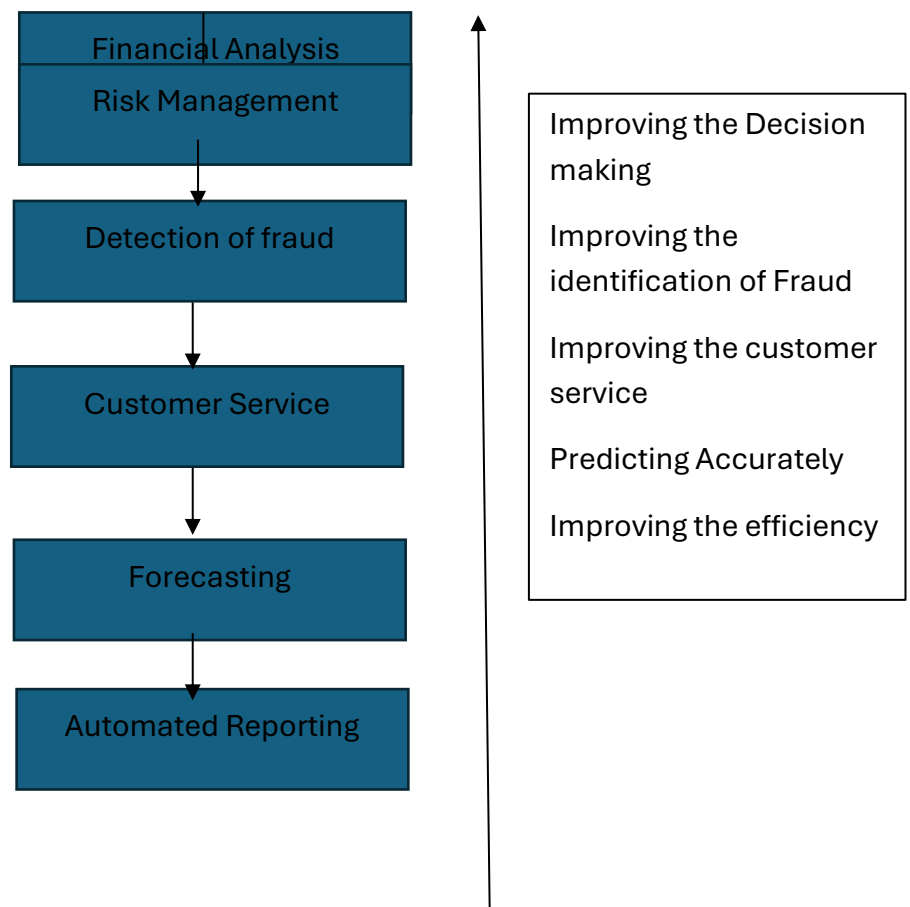 Financial Analysis
Risk Management
Detection of fraud
Customer Service
Forecasting
Automated Reporting
Improving the Decision
making
Improving the
identification of Fraud
Improving the customer
service
Predicting Accurately
Improving the efficiency